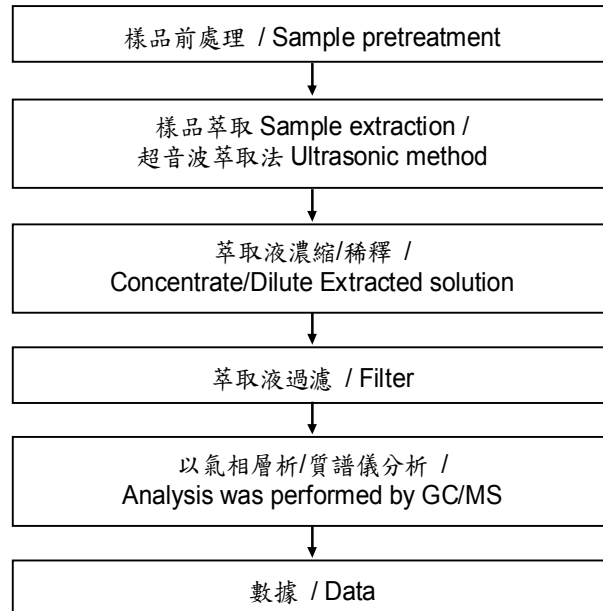 樣品前處理 / Sample pretreatment
樣品萃取 Sample extraction /
超音波萃取法 Ultrasonic method
萃取液濃縮/稀釋 /
Concentrate/Dilute Extracted solution
萃取液過濾 / Filter
以氣相層析/質譜儀分析 /
Analysis was performed by GC/MS
數據 / Data